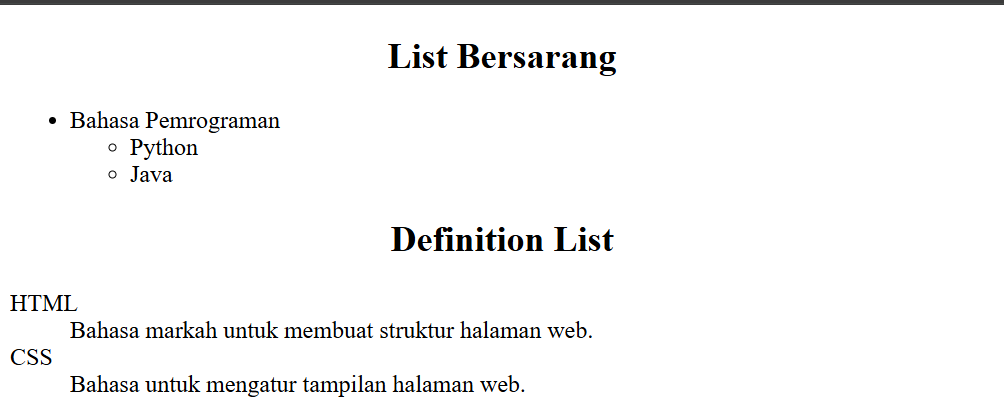 List Bersarang
• Bahasa Pemrograman
◦ Python
◦ Java
Definition List
HTML
Bahasa markah untuk membuat struktur halaman web.
CSS
Bahasa untuk mengatur tampilan halaman web.